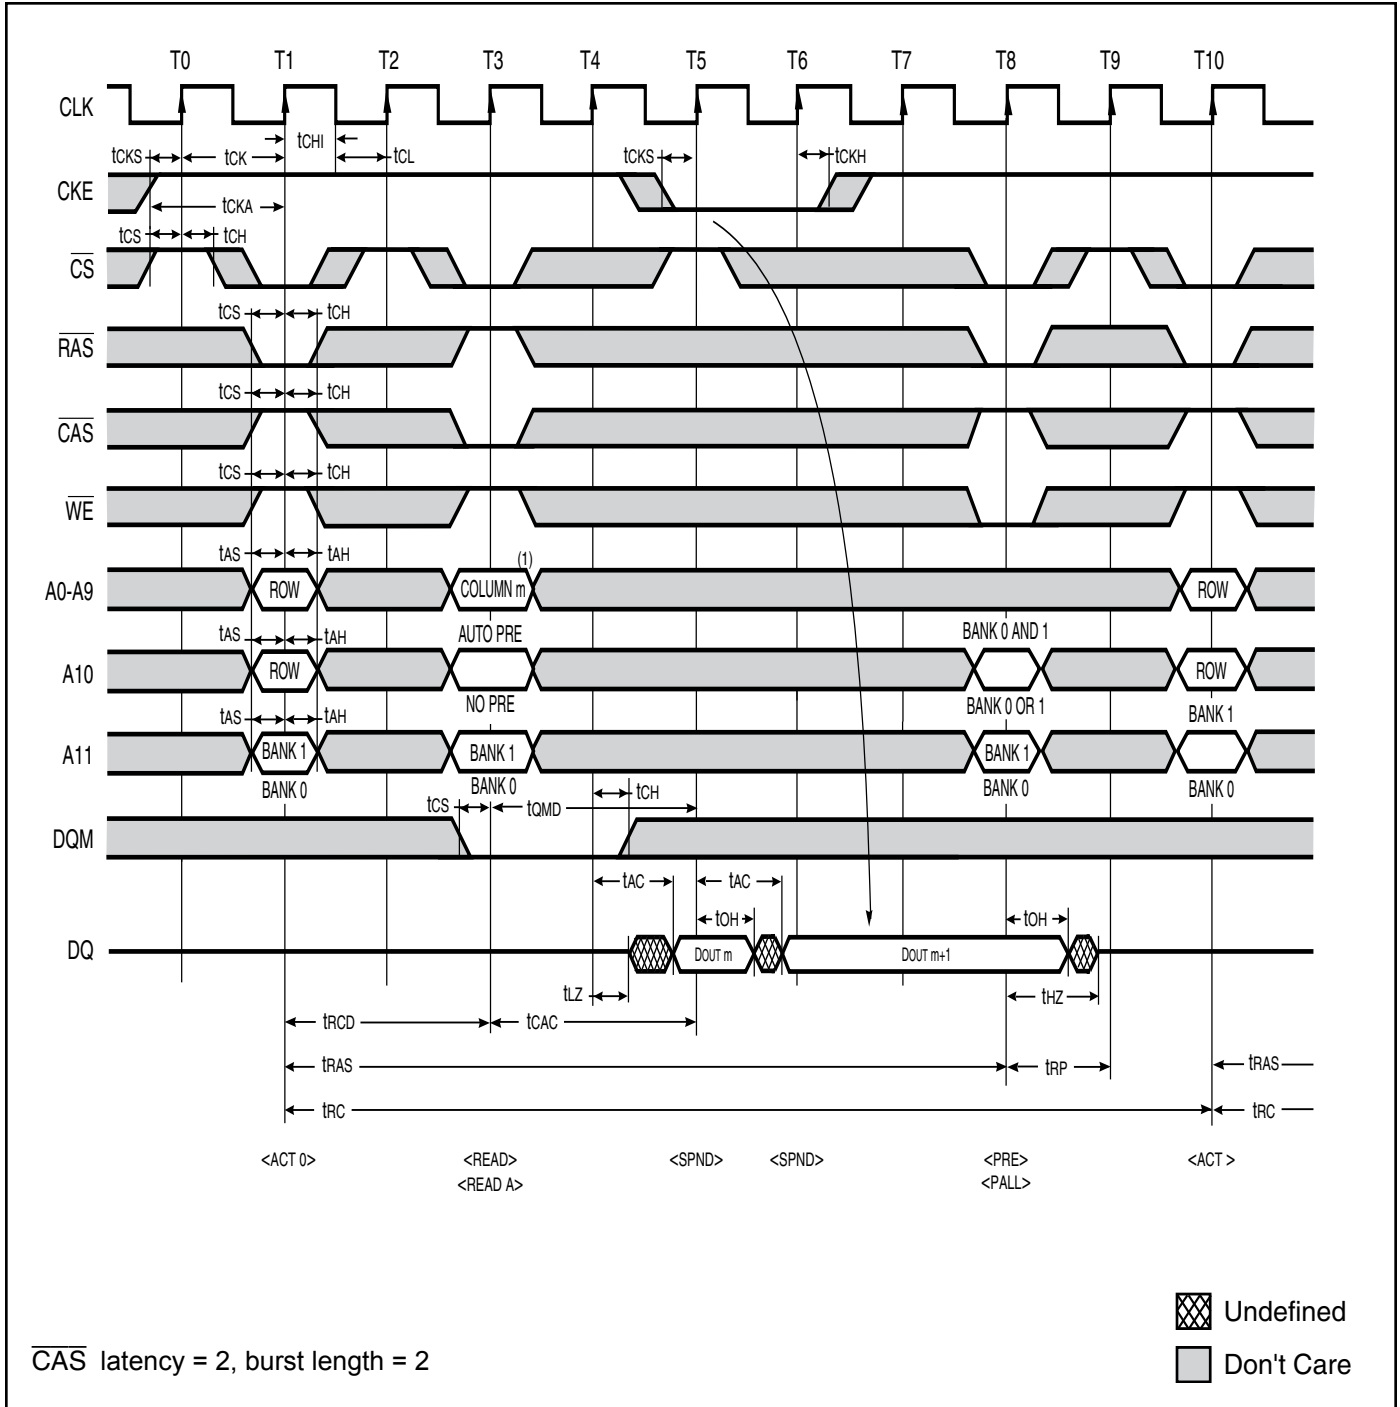 T0 T1 T2 T3 T4 T5 T6 T7 T8 T9 T10
CLK
tCHI
tCKS tCK tCL tCKS tCKH
CKE
tCKA
tCS tCH
CS
tCS tCH
RAS
tCS tCH
CAS
tCS tCH
WE
tAS tAH (1)
A0-A9 ROW COLUMN m ROW
tAS tAH AUTO PRE BANK 0 AND 1
A10 ROW ROW
NO PRE BANK 0 OR 1
tAS tAH BANK 1
A11 BANK 1 BANK 1 BANK 1
BANK 0 BANK 0 BANK 0 BANK 0
tCS tQMD tCH
DQM
tAC tAC
tOH tOH
DQ DOUT m DOUT m+1
tLZ tHZ
tRCD tCAC
tRAS tRP tRAS
tRC tRC
<ACT 0> <READ> <SPND> <SPND> <PRE> <ACT >
<READ A> <PALL>
Undefined
CAS latency = 2, burst length = 2
Don't Care